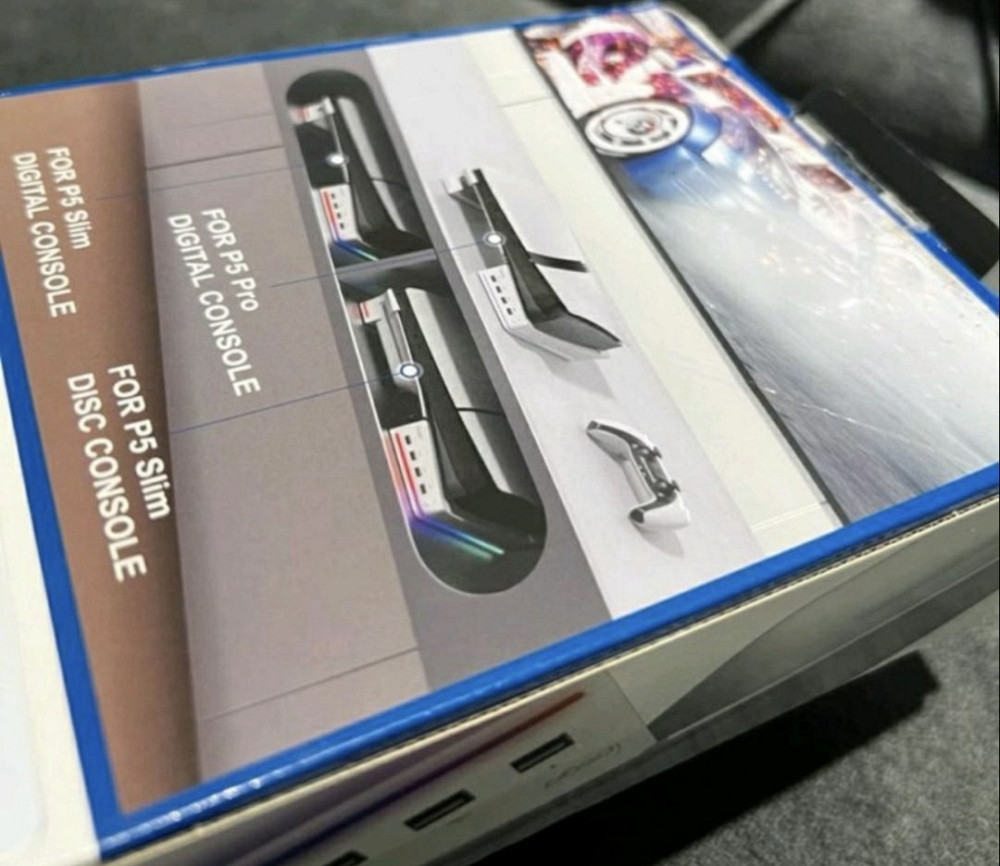 FOR P5 Slim
DIGITAL CONSOLE
FOR P5 Pro
DIGITAL CONSOLE
FOR P5 Slim
DISC CONSOLE